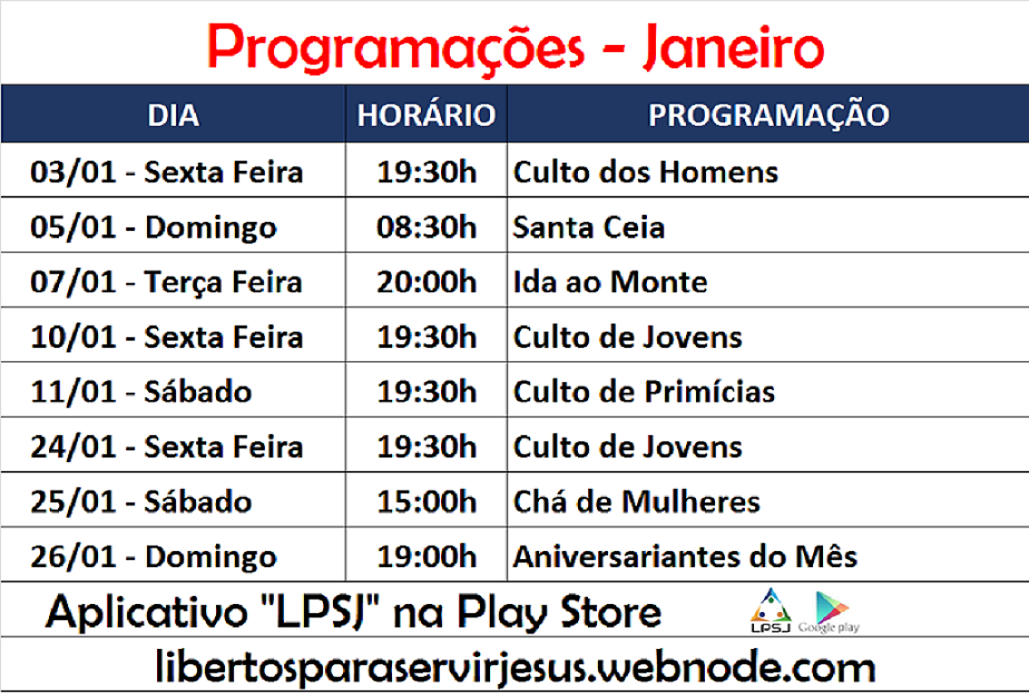 Programações - Janeiro
DIA HORÁRIO PROGRAMAÇÃO
03/01 - Sexta Feira 19:30h Culto dos Homens
05/01 - Domingo 08:30h Santa Ceia
07/01 - Terça Feira 20:00h Ida ao Monte
10/01 - Sexta Feira 19:30h Culto de Jovens
11/01 - Sábado 19:30h Culto de Primícias
24/01 - Sexta Feira 19:30h Culto de Jovens
25/01 - Sábado 15:00h Chá de Mulheres
26/01 - Domingo 19:00h Aniversariantes do Mês
Aplicativo "LPSJ" na Play Store LPSJ Google play
libertosparaservirjesus.webnode.com